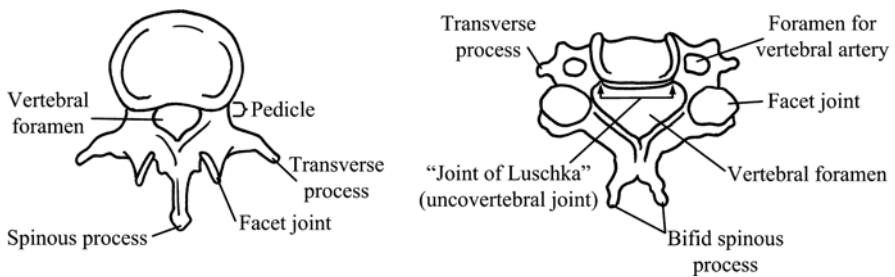 Vertebral
foramen
Pedicle
Transverse
process
Facet joint
Spinous process
Transverse
process
Foramen for
vertebral artery
Facet joint
"Joint of Luschka"
(uncovertebral joint)
Vertebral foramen
Bifid spinous
process